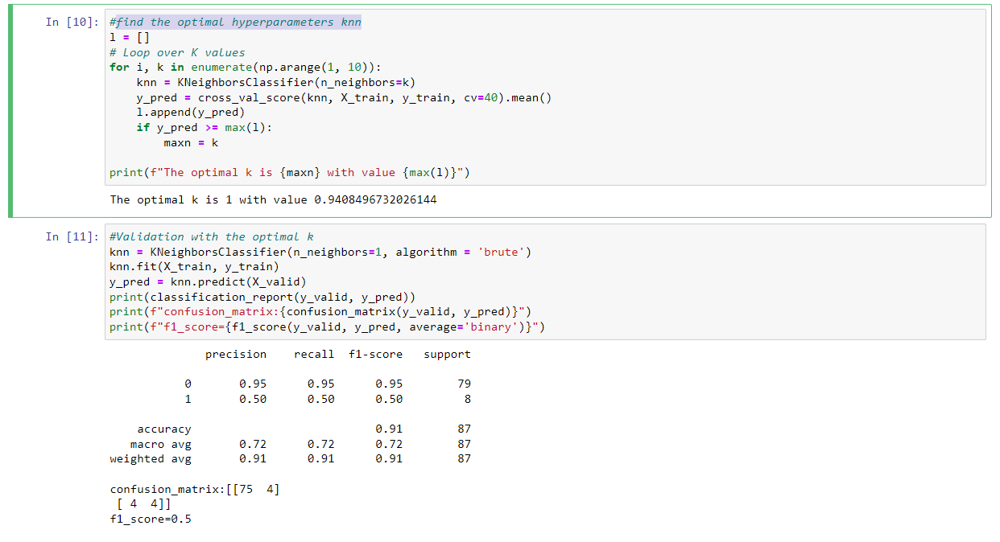 In [10]: #find the optimal hyperparameters knn
l = []
# Loop over K values
for i, k in enumerate(np.arange(1, 10)):
    knn = KNeighborsClassifier(n_neighbors=k)
    y_pred = cross_val_score(knn, X_train, y_train, cv=40).mean()
    l.append(y_pred)
    if y_pred >= max(l):
        maxn = k
print(f"The optimal k is {maxn} with value {max(l)}")
The optimal k is 1 with value 0.9408496732026144
In [11]: #Validation with the optimal k
knn = KNeighborsClassifier(n_neighbors=1, algorithm = 'brute')
knn.fit(X_train, y_train)
y_pred = knn.predict(X_valid)
print(classification_report(y_valid, y_pred))
print(f"confusion_matrix:{confusion_matrix(y_valid, y_pred)}")
print(f"f1_score={f1_score(y_valid, y_pred, average='binary')}")
precision recall f1-score support
0 0.95 0.95 0.95 79
1 0.50 0.50 0.50 8
accuracy 0.91 87
macro avg 0.72 0.72 0.72 87
weighted avg 0.91 0.91 0.91 87
confusion_matrix:[[75  4]
 [ 4  4]]
f1_score=0.5